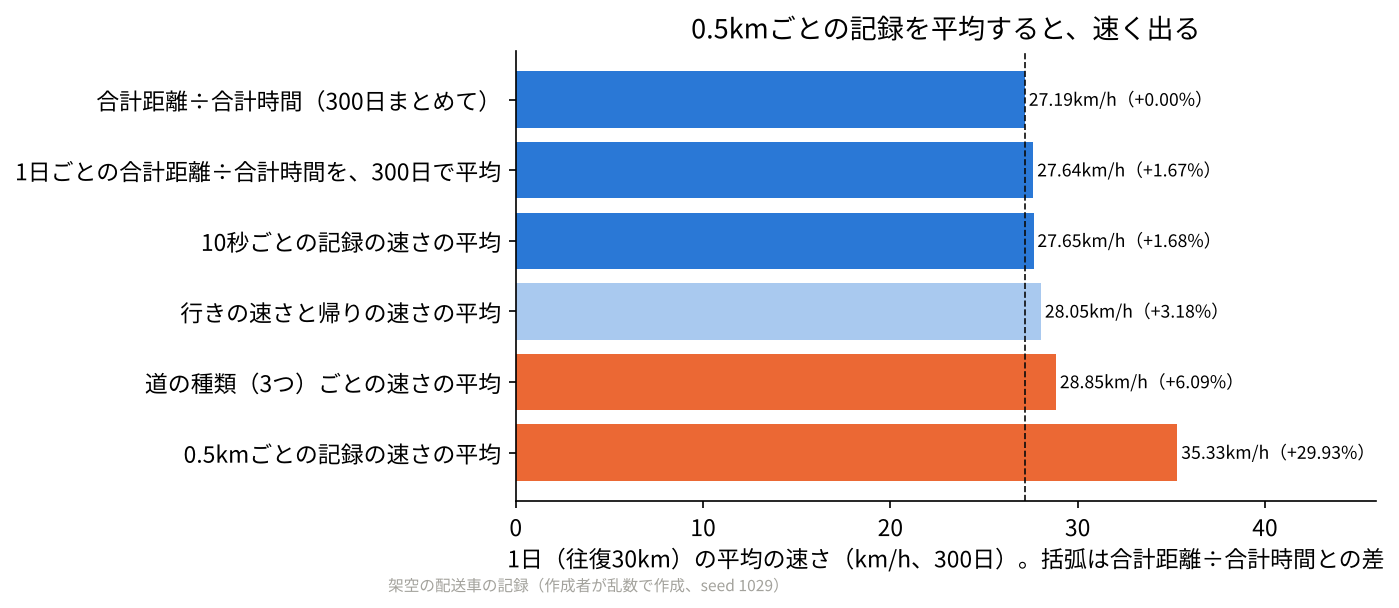 0.5kmごとの記録を平均すると、速く出る
合計距離÷合計時間（300日まとめて）
27.19km/h（+0.00%）
1日ごとの合計距離÷合計時間を、300日で平均
27.64km/h（+1.67%）
10秒ごとの記録の速さの平均
27.65km/h（+1.68%）
行きの速さと帰りの速さの平均
28.05km/h（+3.18%）
道の種類（3つ）ごとの速さの平均
28.85km/h（+6.09%）
0.5kmごとの記録の速さの平均
35.33km/h（+29.93%）
0 10 20 30 40
1日（往復30km）の平均の速さ（km/h、300日）。括弧は合計距離÷合計時間との差
架空の配送車の記録（作成者が乱数で作成、seed 1029）